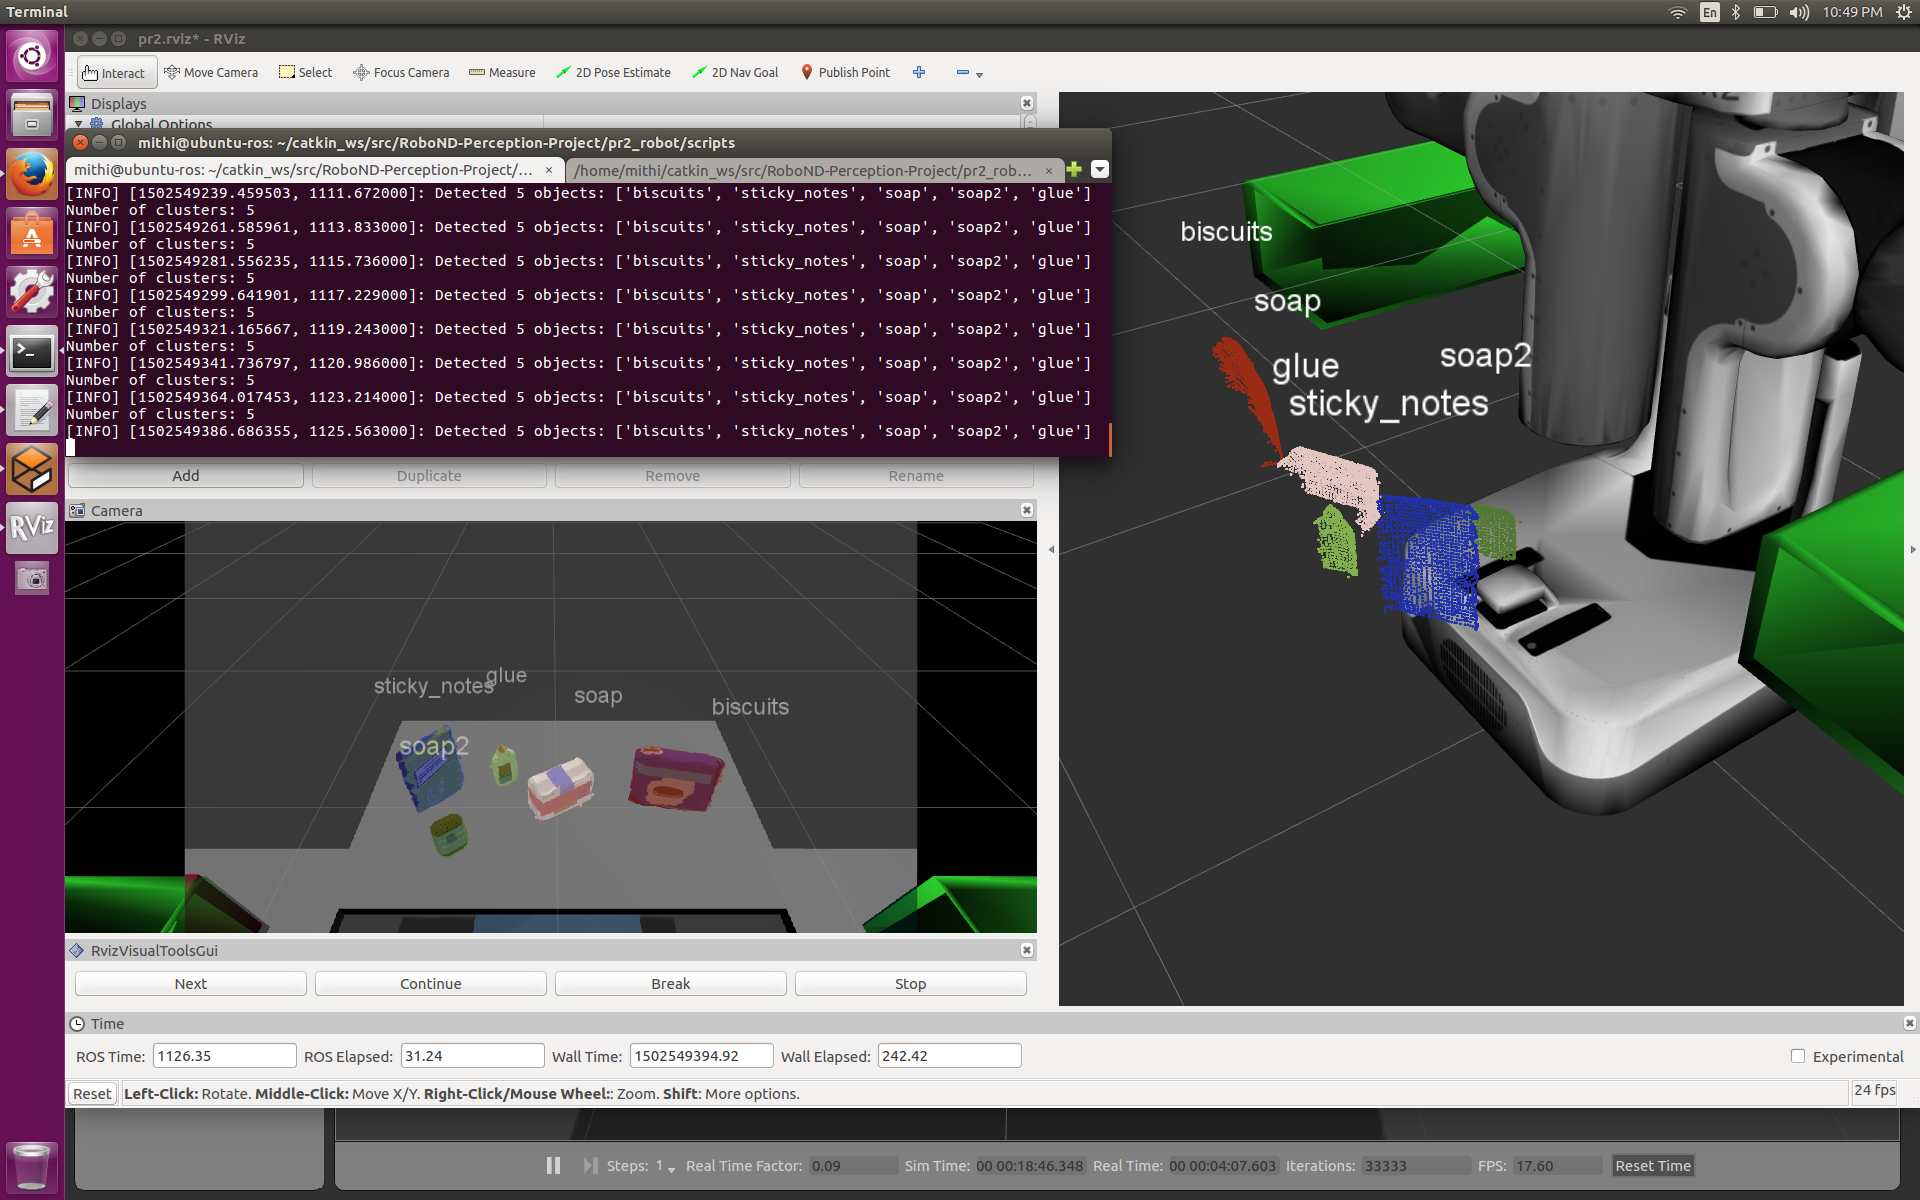 Terminal
En
10:49 PM
pr2.rviz* - RViz
Interact
Move Camera
Select
Focus Camera
Measure
2D Pose Estimate
2D Nav Goal
Publish Point
Displays
Global Options
mithi@ubuntu-ros: ~/catkin_ws/src/RoboND-Perception-Project/pr2_robot/scripts
mithi@ubuntu-ros: ~/catkin_ws/src/RoboND-Perception-Project/...
/home/mithi/catkin_ws/src/RoboND-Perception-Project/pr2_rob...
[INFO] [1502549239.459503, 1111.672000]: Detected 5 objects: ['biscuits', 'sticky_notes', 'soap', 'soap2', 'glue']
Number of clusters: 5
[INFO] [1502549261.585961, 1113.833000]: Detected 5 objects: ['biscuits', 'sticky_notes', 'soap', 'soap2', 'glue']
Number of clusters: 5
[INFO] [1502549281.556235, 1115.736000]: Detected 5 objects: ['biscuits', 'sticky_notes', 'soap', 'soap2', 'glue']
Number of clusters: 5
[INFO] [1502549299.641901, 1117.229000]: Detected 5 objects: ['biscuits', 'sticky_notes', 'soap', 'soap2', 'glue']
Number of clusters: 5
[INFO] [1502549321.165667, 1119.243000]: Detected 5 objects: ['biscuits', 'sticky_notes', 'soap', 'soap2', 'glue']
Number of clusters: 5
[INFO] [1502549341.736797, 1120.986000]: Detected 5 objects: ['biscuits', 'sticky_notes', 'soap', 'soap2', 'glue']
Number of clusters: 5
[INFO] [1502549364.017453, 1123.214000]: Detected 5 objects: ['biscuits', 'sticky_notes', 'soap', 'soap2', 'glue']
Number of clusters: 5
[INFO] [1502549386.686355, 1125.563000]: Detected 5 objects: ['biscuits', 'sticky_notes', 'soap', 'soap2', 'glue']
Add
Duplicate
Remove
Rename
RViz
Camera
sticky_notes
glue
soap
biscuits
soap2
biscuits
soap
glue
soap2
sticky_notes
RvizVisualToolsGui
Next
Continue
Break
Stop
Time
ROS Time: 1126.35
ROS Elapsed: 31.24
Wall Time: 1502549394.92
Wall Elapsed: 242.42
Experimental
Reset
Left-Click: Rotate. Middle-Click: Move X/Y. Right-Click/Mouse Wheel:: Zoom. Shift: More options.
24 fps
Steps: 1
Real Time Factor: 0.09
Sim Time: 00 00:18:46.348
Real Time: 00 00:04:07.603
Iterations: 33333
FPS: 17.60
Reset Time